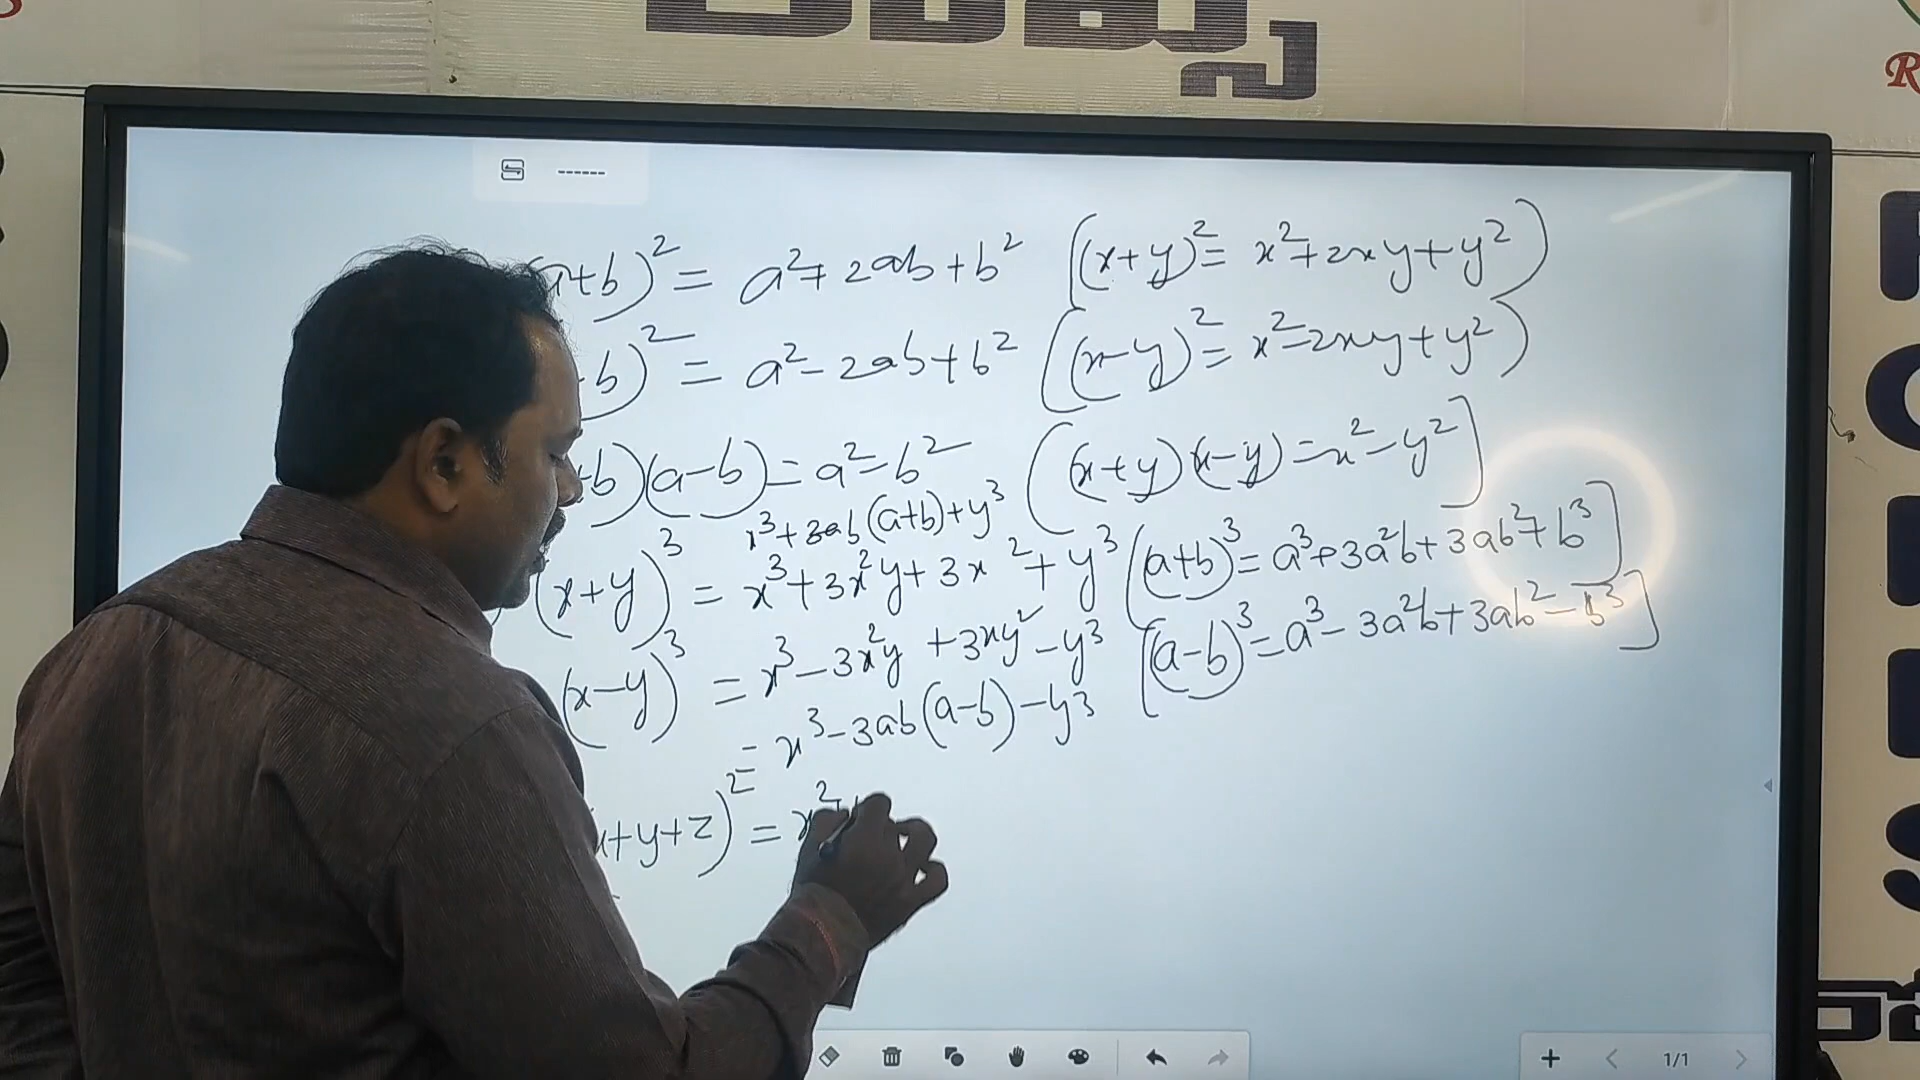 (a+b)² = a²+2ab+b² [(x+y)² = x²+2xy+y²)
b)² = a²-2ab+b² [(x-y)² = x²-2xy+y²)
+b)(a-b) = a²-b² [(x+y)(x-y) = x²-y²]
x³+3ab(a+b)+y³
(x+y)³ = x³+3x²y+3x²+y³ [(a+b)³ = a³+3a²b+3ab²+b³]
(x-y)³ = x³-3x²y+3xy²-y³ [(a-b)³ = a³-3a²b+3ab²-b³]
= x³-3ab(a-b)-y³
x+y+z)² = x²+
1/1